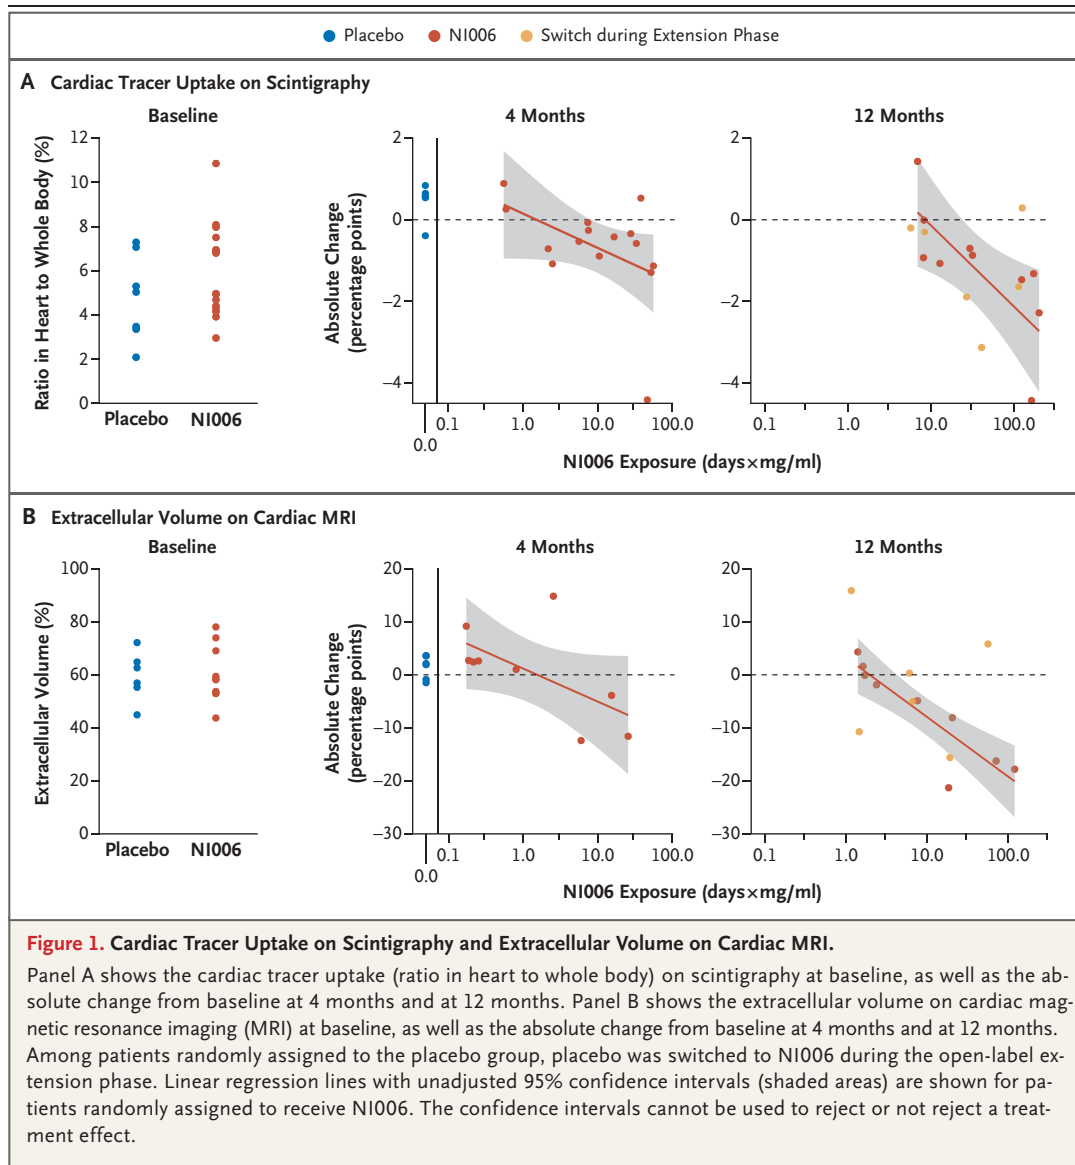 Placebo NI006 Switch during Extension Phase
A Cardiac Tracer Uptake on Scintigraphy
Baseline
Ratio in Heart to Whole Body (%)
12
10
8
6
4
2
0
Placebo NI006
4 Months
Absolute Change
(percentage points)
2
0
−2
−4
0.1 1.0 10.0 100.0
0.0
12 Months
2
0
−2
−4
0.1 1.0 10.0 100.0
NI006 Exposure (days×mg/ml)
B Extracellular Volume on Cardiac MRI
Baseline
Extracellular Volume (%)
100
80
60
40
20
0
Placebo NI006
4 Months
Absolute Change
(percentage points)
20
10
0
−10
−20
−30
0.1 1.0 10.0 100.0
0.0
12 Months
20
10
0
−10
−20
−30
0.1 1.0 10.0 100.0
NI006 Exposure (days×mg/ml)
Figure 1. Cardiac Tracer Uptake on Scintigraphy and Extracellular Volume on Cardiac MRI.
Panel A shows the cardiac tracer uptake (ratio in heart to whole body) on scintigraphy at baseline, as well as the ab-
solute change from baseline at 4 months and at 12 months. Panel B shows the extracellular volume on cardiac mag-
netic resonance imaging (MRI) at baseline, as well as the absolute change from baseline at 4 months and at 12 months.
Among patients randomly assigned to the placebo group, placebo was switched to NI006 during the open-label ex-
tension phase. Linear regression lines with unadjusted 95% confidence intervals (shaded areas) are shown for pa-
tients randomly assigned to receive NI006. The confidence intervals cannot be used to reject or not reject a treat-
ment effect.